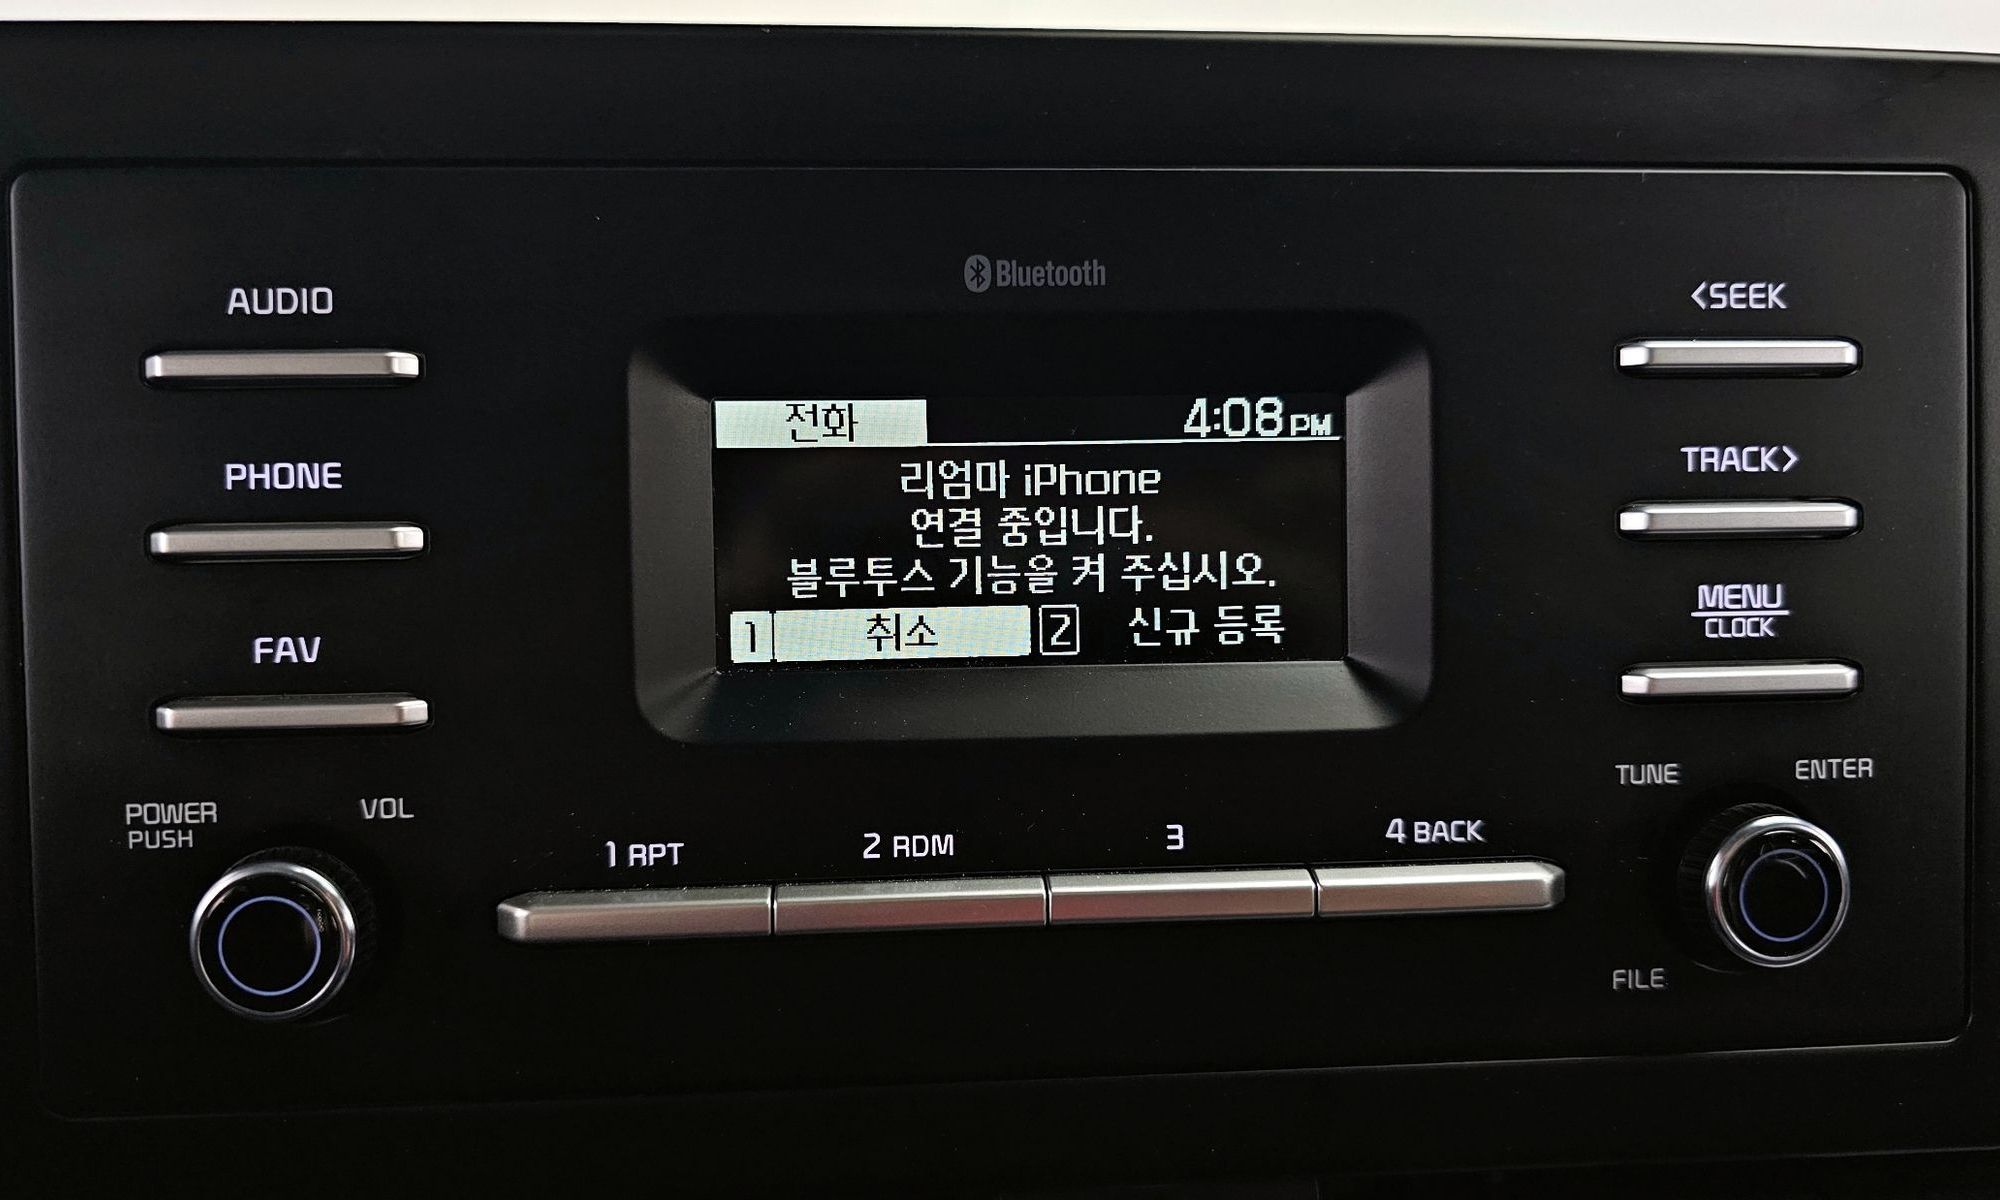 Bluetooth
AUDIO
PHONE
FAV
POWER
PUSH
VOL
전화 4:08 PM
리엄마 iPhone
연결 중입니다.
블루투스 기능을 켜 주십시오.
1 취소 2 신규 등록
<SEEK
TRACK>
MENU
CLOCK
TUNE
ENTER
FILE
1 RPT
2 RDM
3
4 BACK